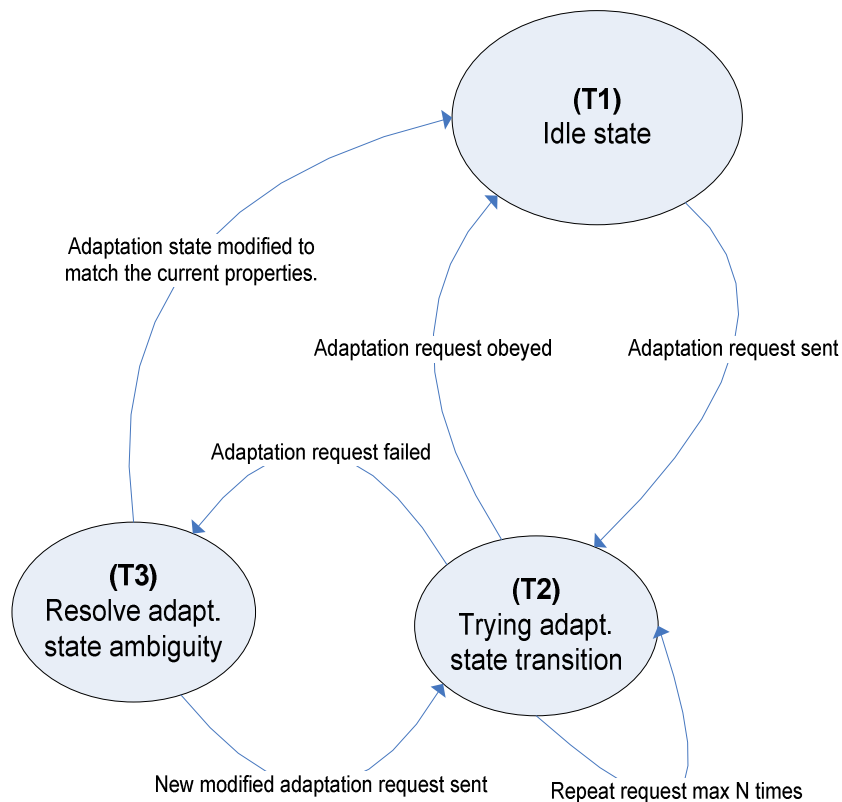 (T1)
Idle state
Adaptation state modified to
match the current properties.
Adaptation request obeyed
Adaptation request sent
Adaptation request failed
(T3)
Resolve adapt.
state ambiguity
(T2)
Trying adapt.
state transition
New modified adaptation request sent
Repeat request max N times